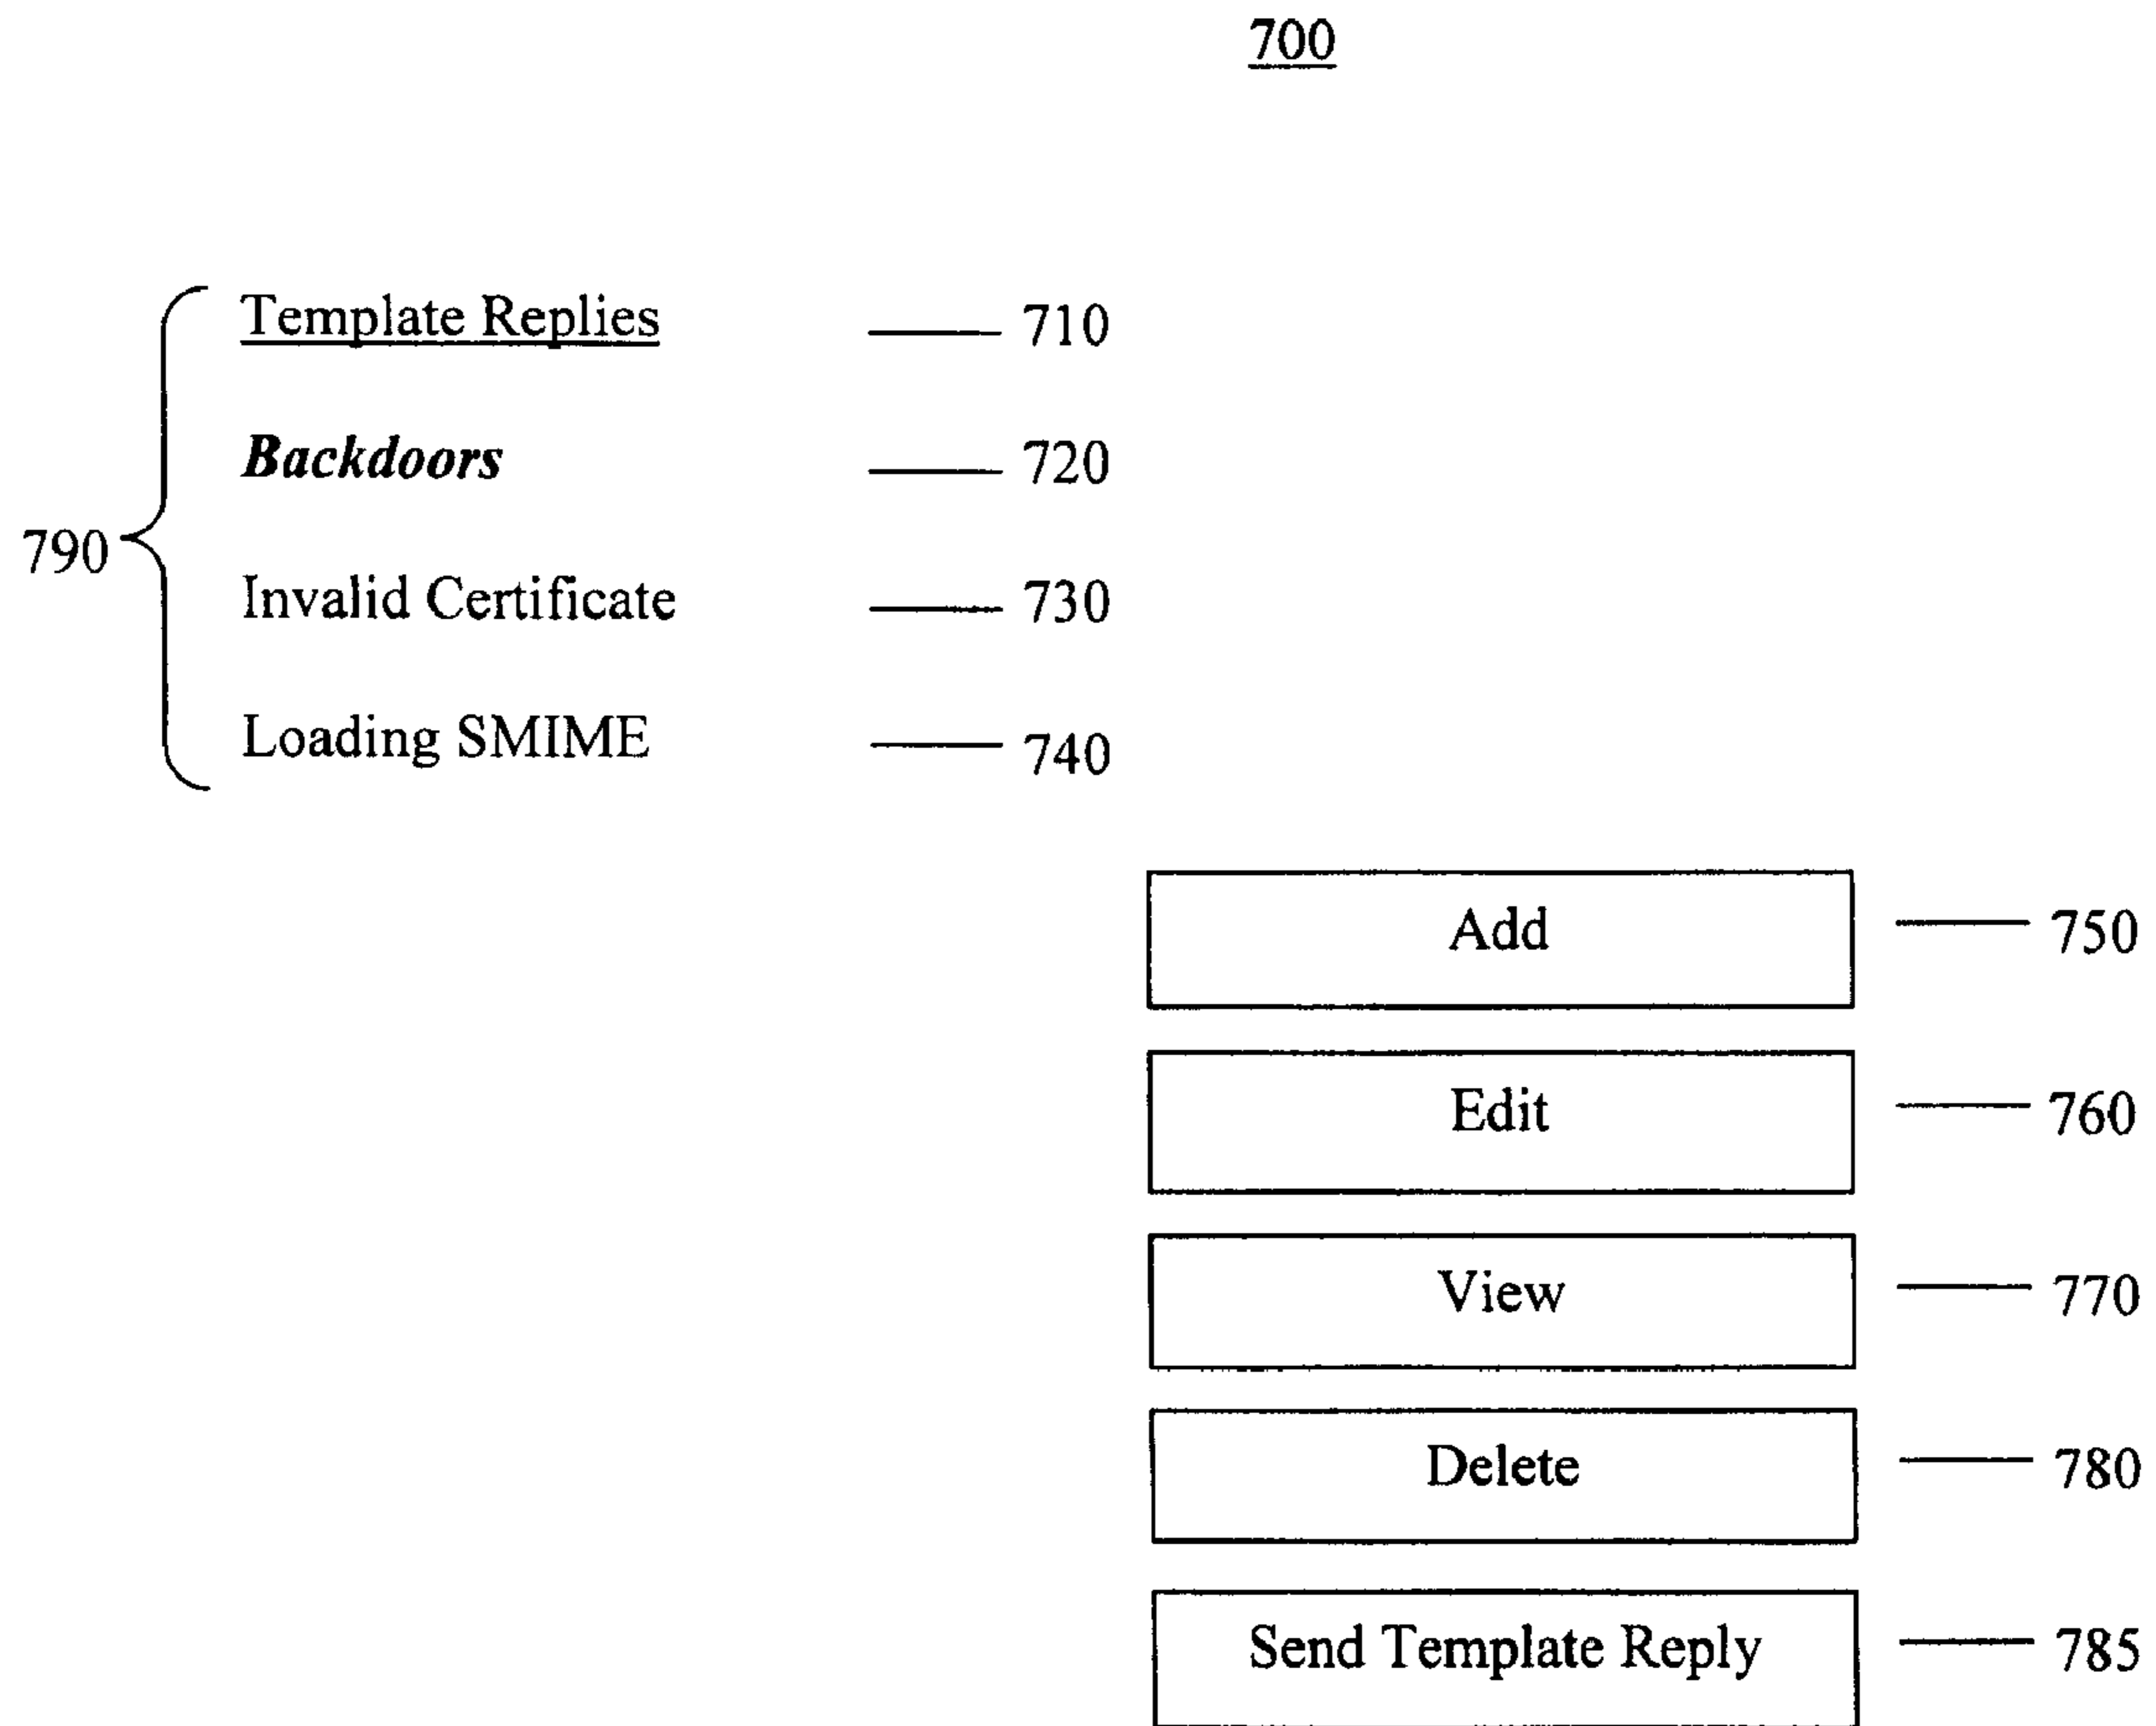 700
Template Replies 710
Backdoors 720
790
Invalid Certificate 730
Loading SMIME 740
Add 750
Edit 760
View 770
Delete 780
Send Template Reply 785